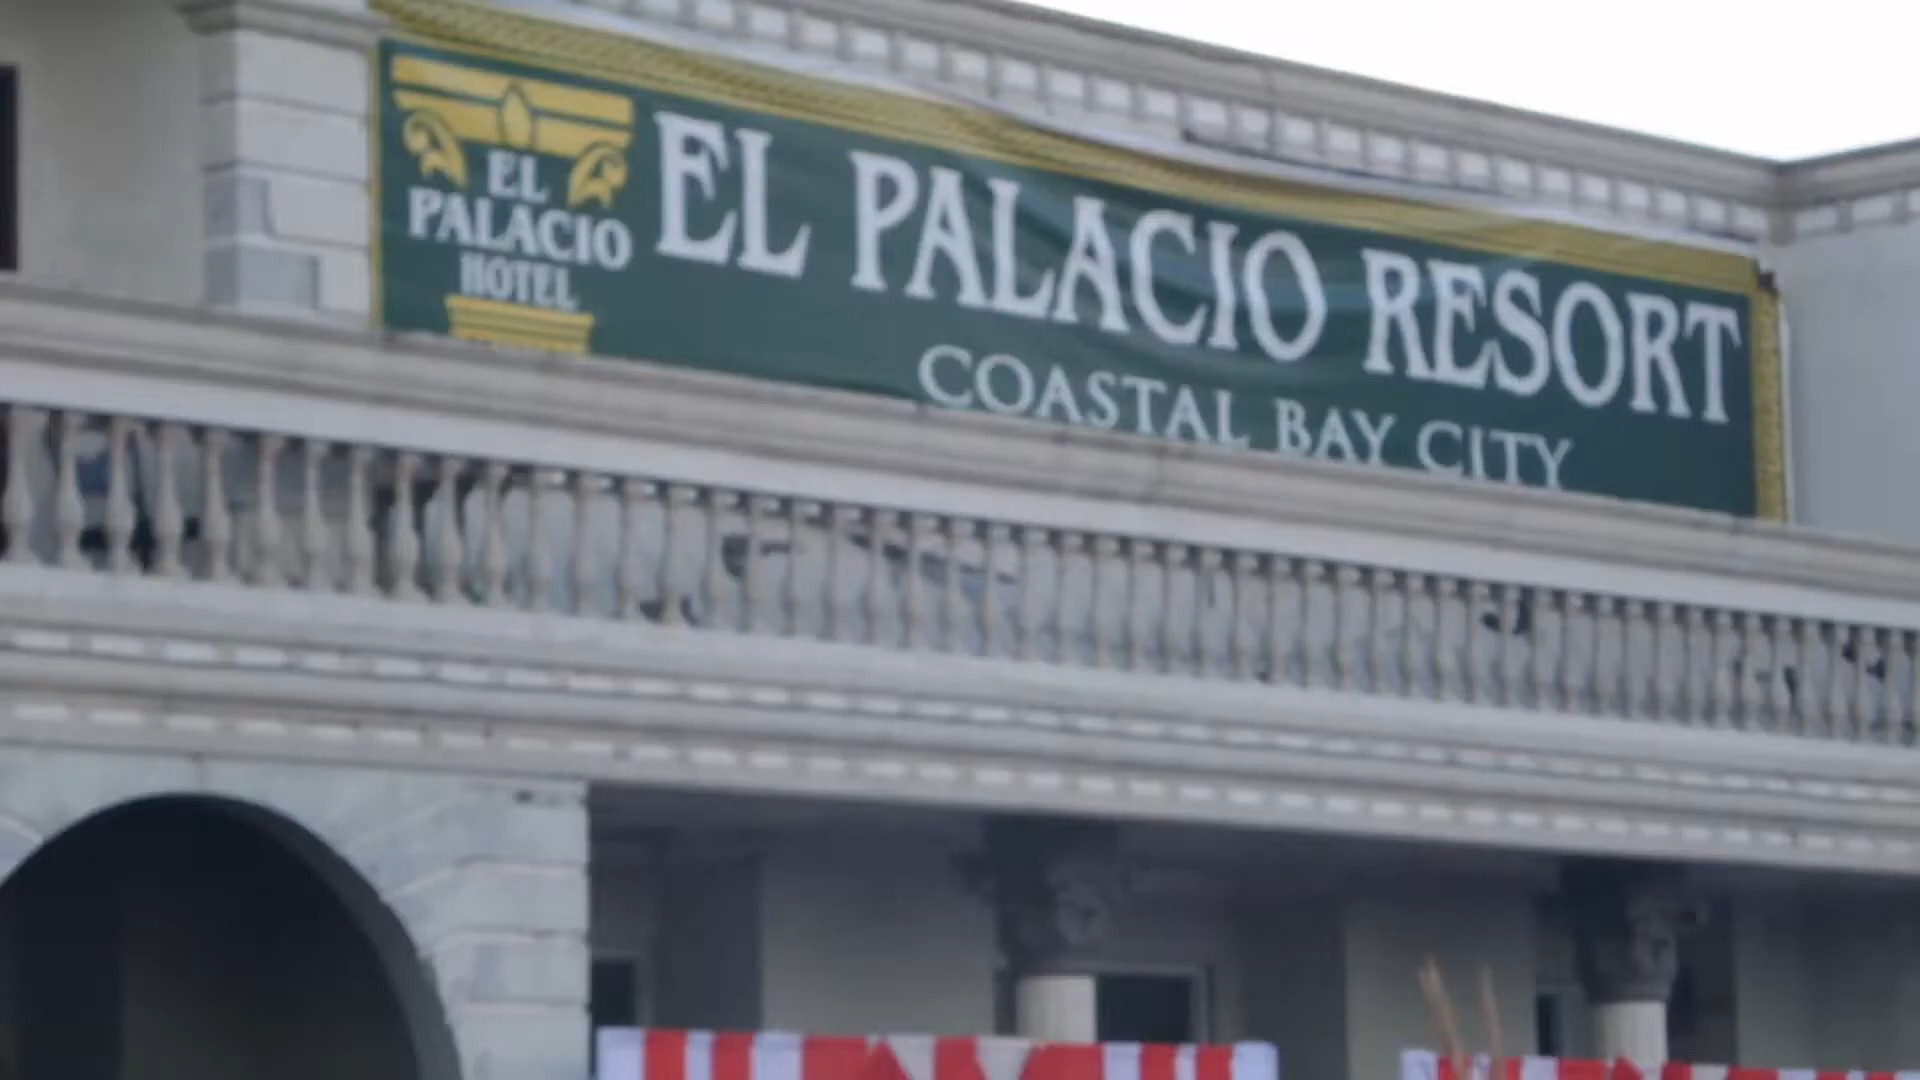 EL
PALACIO
HOTEL
EL PALACIO RESORT
COASTAL BAY CITY